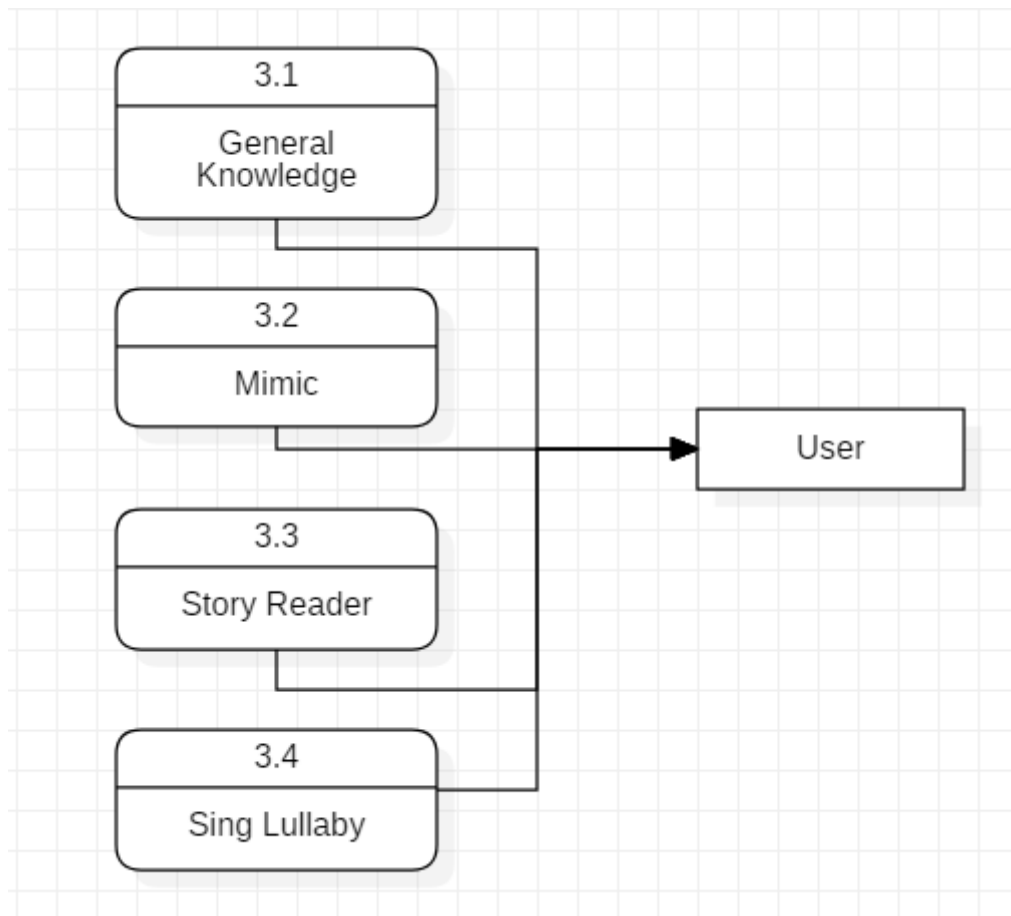 3.1
General
Knowledge
3.2
Mimic
3.3
Story Reader
3.4
Sing Lullaby
User